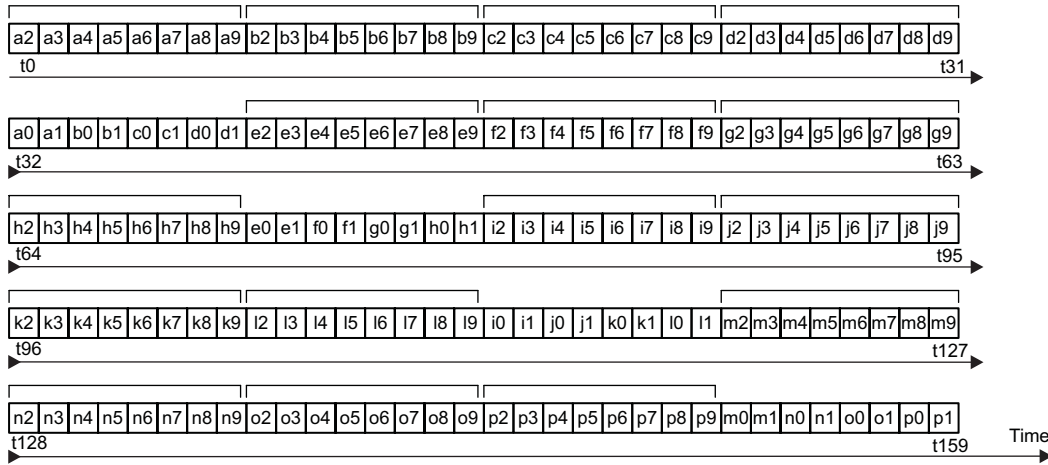 a2 a3 a4 a5 a6 a7 a8 a9 b2 b3 b4 b5 b6 b7 b8 b9 c2 c3 c4 c5 c6 c7 c8 c9 d2 d3 d4 d5 d6 d7 d8 d9
t0 t31
a0 a1 b0 b1 c0 c1 d0 d1 e2 e3 e4 e5 e6 e7 e8 e9 f2 f3 f4 f5 f6 f7 f8 f9 g2 g3 g4 g5 g6 g7 g8 g9
t32 t63
h2 h3 h4 h5 h6 h7 h8 h9 e0 e1 f0 f1 g0 g1 h0 h1 i2 i3 i4 i5 i6 i7 i8 i9 j2 j3 j4 j5 j6 j7 j8 j9
t64 t95
k2 k3 k4 k5 k6 k7 k8 k9 l2 l3 l4 l5 l6 l7 l8 l9 i0 i1 j0 j1 k0 k1 l0 l1 m2 m3 m4 m5 m6 m7 m8 m9
t96 t127
n2 n3 n4 n5 n6 n7 n8 n9 o2 o3 o4 o5 o6 o7 o8 o9 p2 p3 p4 p5 p6 p7 p8 p9 m0 m1 n0 n1 o0 o1 p0 p1
t128 t159 Time